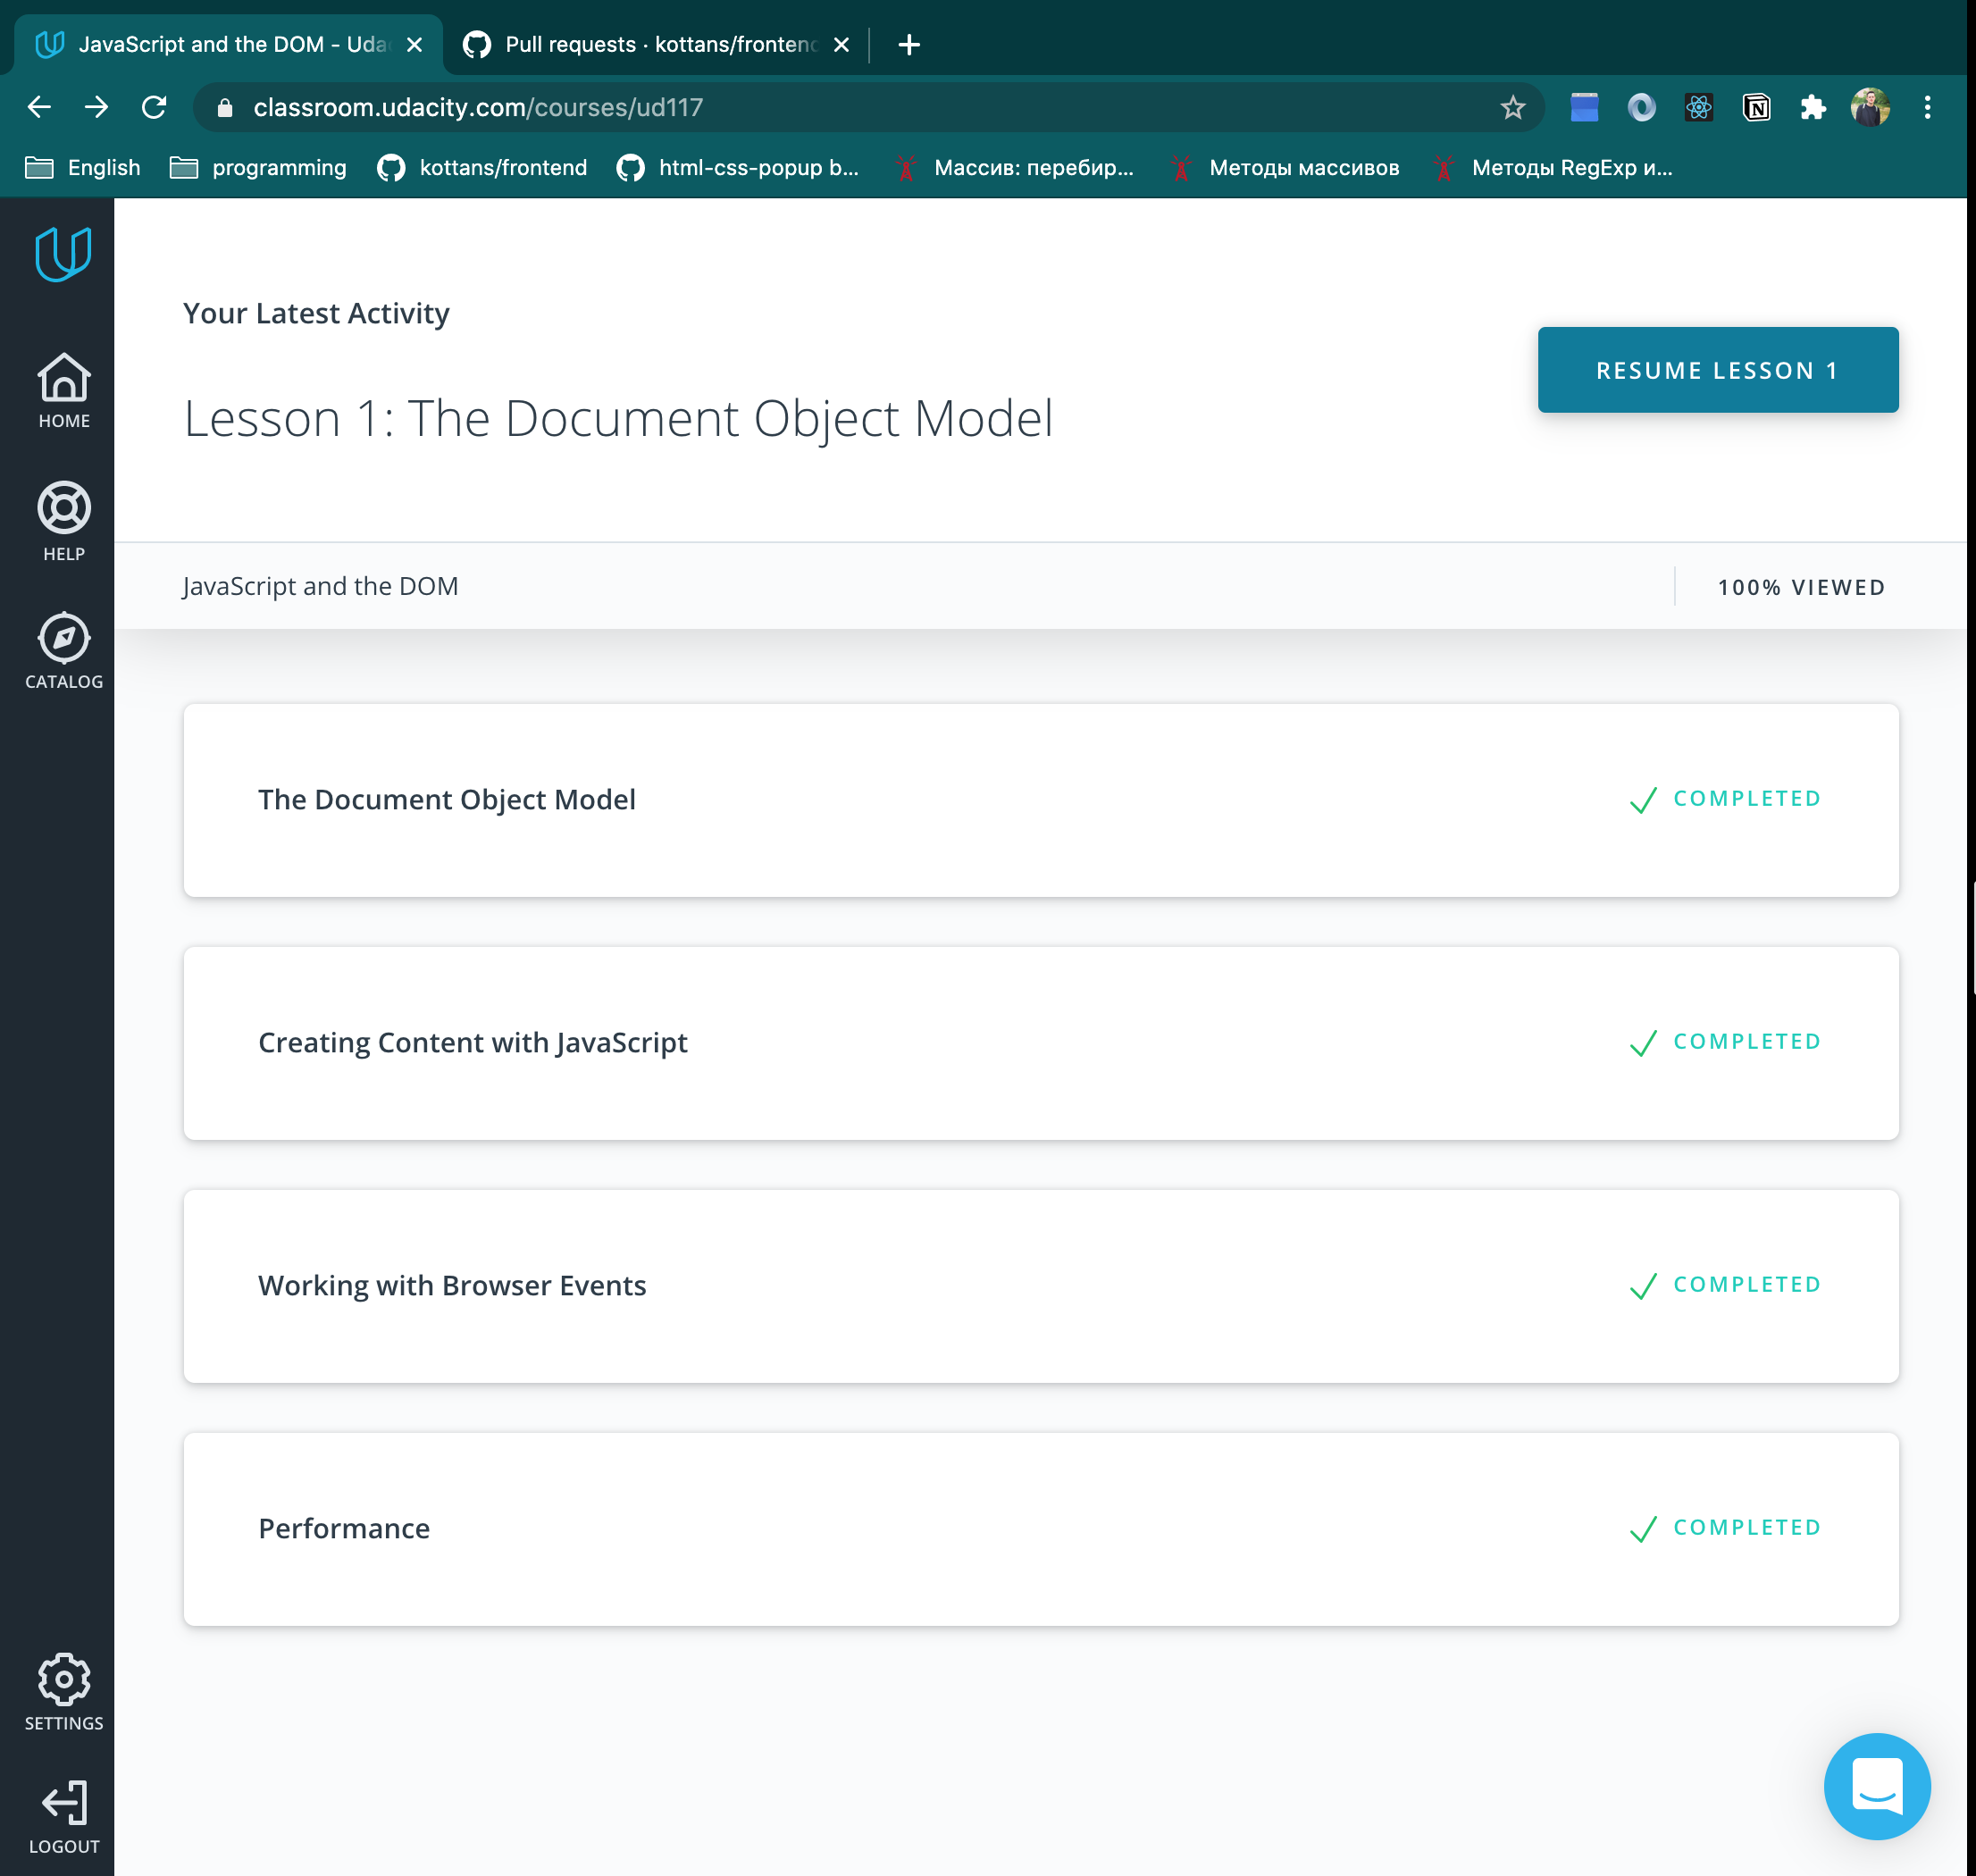 JavaScript and the DOM - Uda
Pull requests · kottans/frontend
classroom.udacity.com/courses/ud117
English
programming
kottans/frontend
html-css-popup b...
Массив: перебир...
Методы массивов
Методы RegExp и...
HOME
HELP
CATALOG
SETTINGS
LOGOUT
Your Latest Activity
Lesson 1: The Document Object Model
RESUME LESSON 1
JavaScript and the DOM
100% VIEWED
The Document Object Model
COMPLETED
Creating Content with JavaScript
COMPLETED
Working with Browser Events
COMPLETED
Performance
COMPLETED